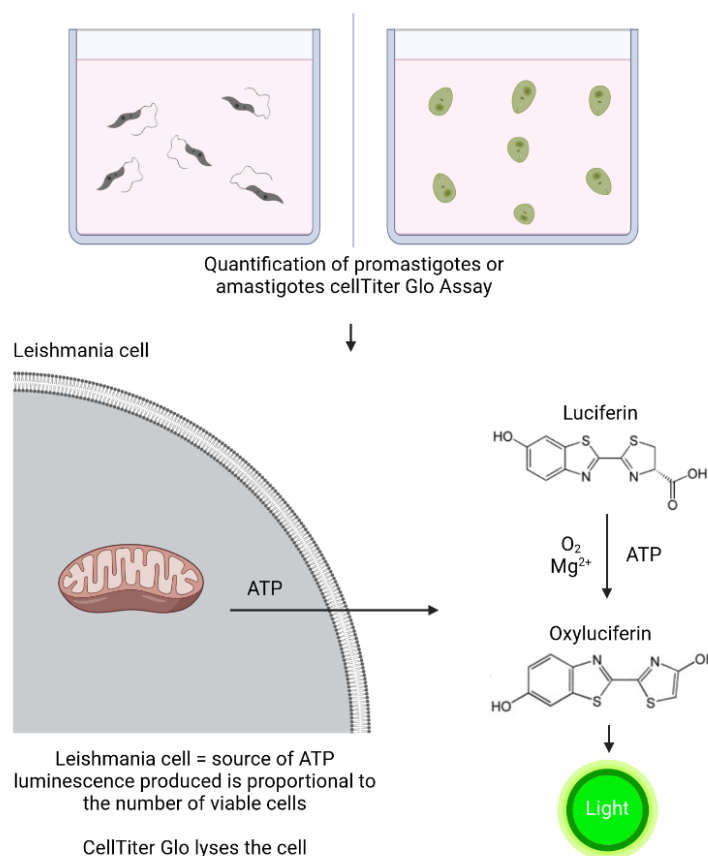 Quantification of promastigotes or
amastigotes cellTiter Glo Assay
Leishmania cell
ATP
Leishmania cell = source of ATP
luminescence produced is proportional to
the number of viable cells
CellTiter Glo lyses the cell
Luciferin
HO
S
S
N
N
OH
O
O₂
Mg²⁺
ATP
Oxyluciferin
N
N
OH
HO
S
S
Light